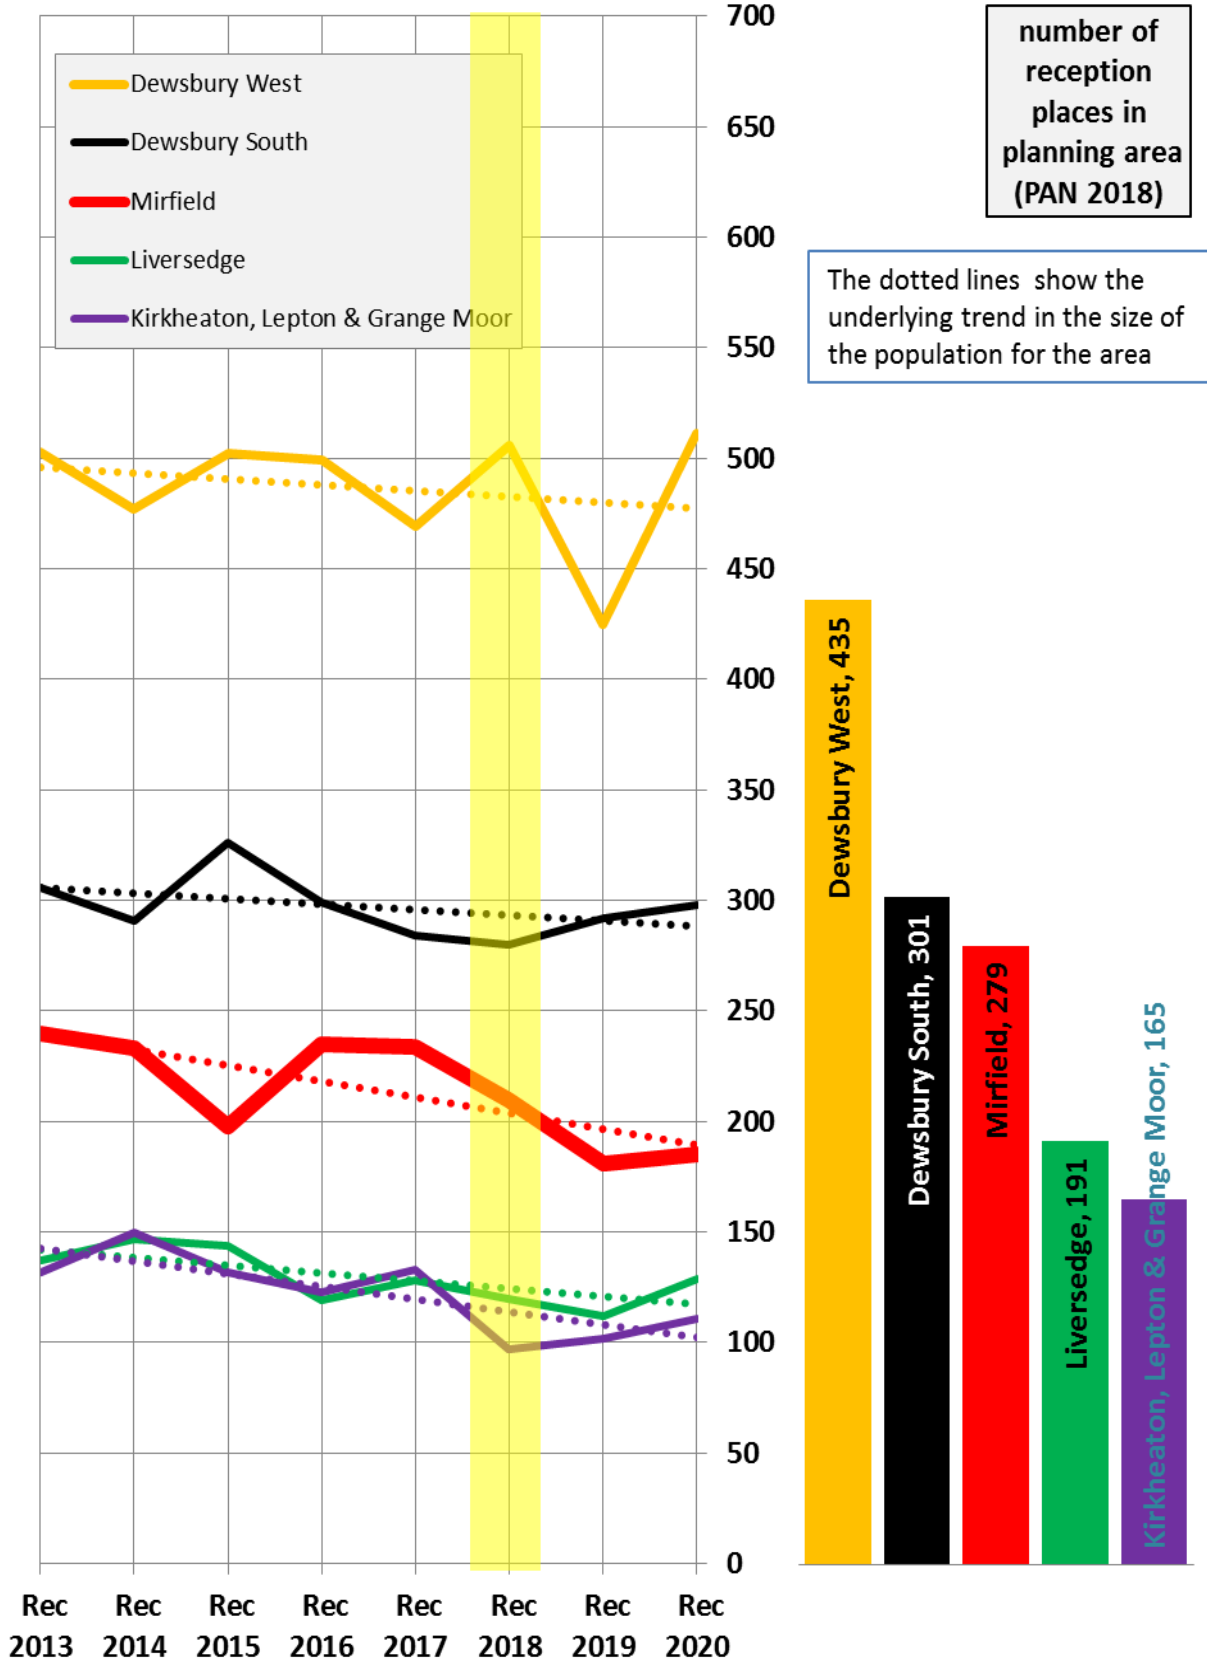 700
650
600
550
500
450
400
350
300
250
200
150
100
50
0
Dewsbury West
Dewsbury South
Mirfield
Liversedge
Kirkheaton, Lepton & Grange Moor
Rec 2013
Rec 2014
Rec 2015
Rec 2016
Rec 2017
Rec 2018
Rec 2019
Rec 2020
number of
reception
places in
planning area
(PAN 2018)
The dotted lines show the
underlying trend in the size of
the population for the area
Dewsbury West, 435
Dewsbury South, 301
Mirfield, 279
Liversedge, 191
Kirkheaton, Lepton & Grange Moor, 165